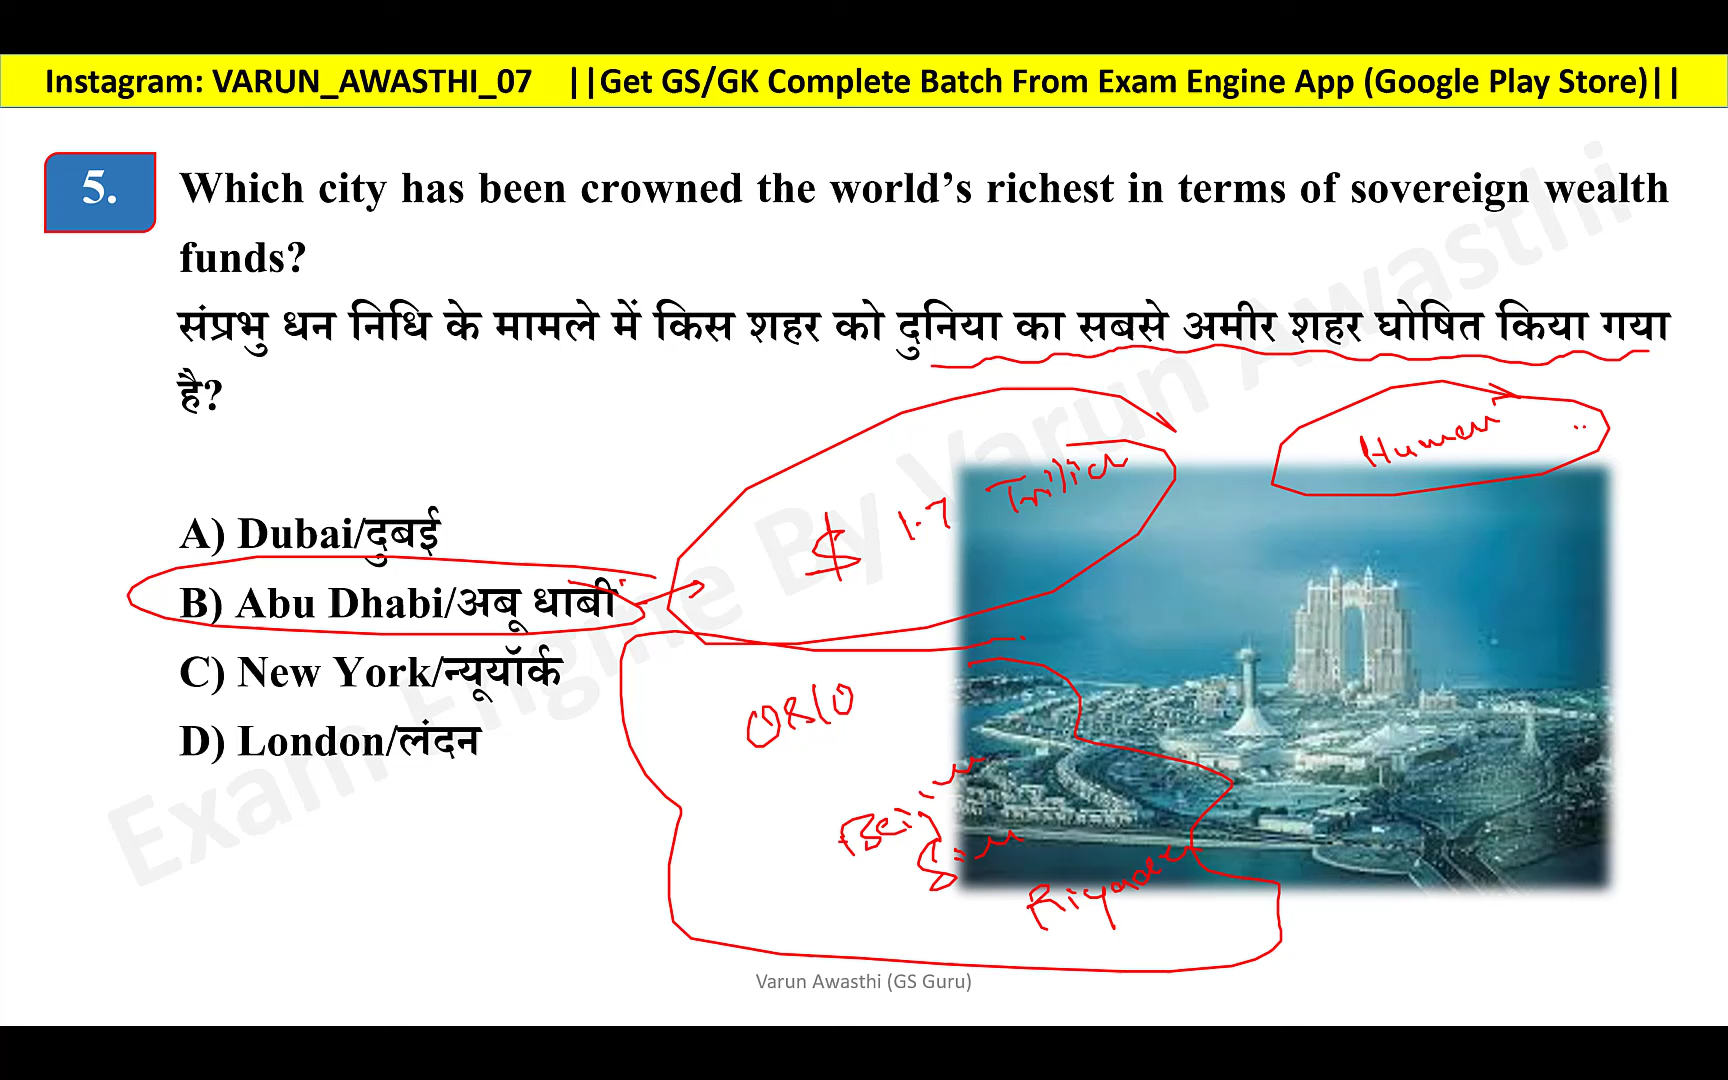 Instagram: VARUN_AWASTHI_07 ||Get GS/GK Complete Batch From Exam Engine App (Google Play Store)||
5. Which city has been crowned the world’s richest in terms of sovereign wealth
funds?
संप्रभु धन निधि के मामले में किस शहर को दुनिया का सबसे अमीर शहर घोषित किया गया
है?
Human
$ 1.7 Trillion
A) Dubai/दुबई
B) Abu Dhabi/अबू धाबी
C) New York/न्यूयॉर्क
D) London/लंदन
Exam Engine By Varun Awasthi
Varun Awasthi (GS Guru)